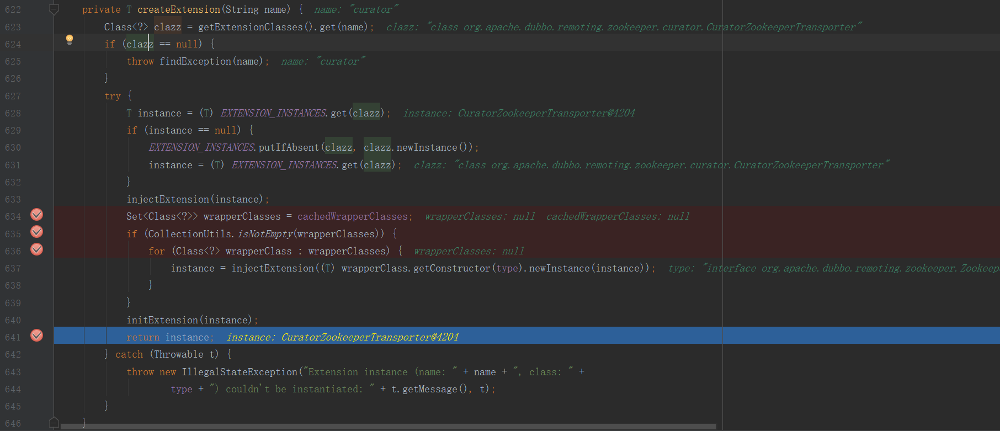 622 private T createExtension(String name) { name: "curator"
623 Class<?> clazz = getExtensionClasses().get(name); clazz: "class org.apache.dubbo.remoting.zookeeper.curator.CuratorZookeeperTransporter"
624 if (clazz == null) {
625 throw findException(name); name: "curator"
626 }
627 try {
628 T instance = (T) EXTENSION_INSTANCES.get(clazz); instance: CuratorZookeeperTransporter@4204
629 if (instance == null) {
630 EXTENSION_INSTANCES.putIfAbsent(clazz, clazz.newInstance());
631 instance = (T) EXTENSION_INSTANCES.get(clazz); clazz: "class org.apache.dubbo.remoting.zookeeper.curator.CuratorZookeeperTransporter"
632 }
633 injectExtension(instance);
634 Set<Class<?>> wrapperClasses = cachedWrapperClasses; wrapperClasses: null cachedWrapperClasses: null
635 if (CollectionUtils.isNotEmpty(wrapperClasses)) {
636 for (Class<?> wrapperClass : wrapperClasses) { wrapperClasses: null
637 instance = injectExtension((T) wrapperClass.getConstructor(type).newInstance(instance)); type: "interface org.apache.dubbo.remoting.zookeeper.Zookeep
638 }
639 }
640 initExtension(instance);
641 return instance; instance: CuratorZookeeperTransporter@4204
642 } catch (Throwable t) {
643 throw new IllegalStateException("Extension instance (name: " + name + ", class: " +
644 type + ") couldn't be instantiated: " + t.getMessage(), t);
645 }
646 }